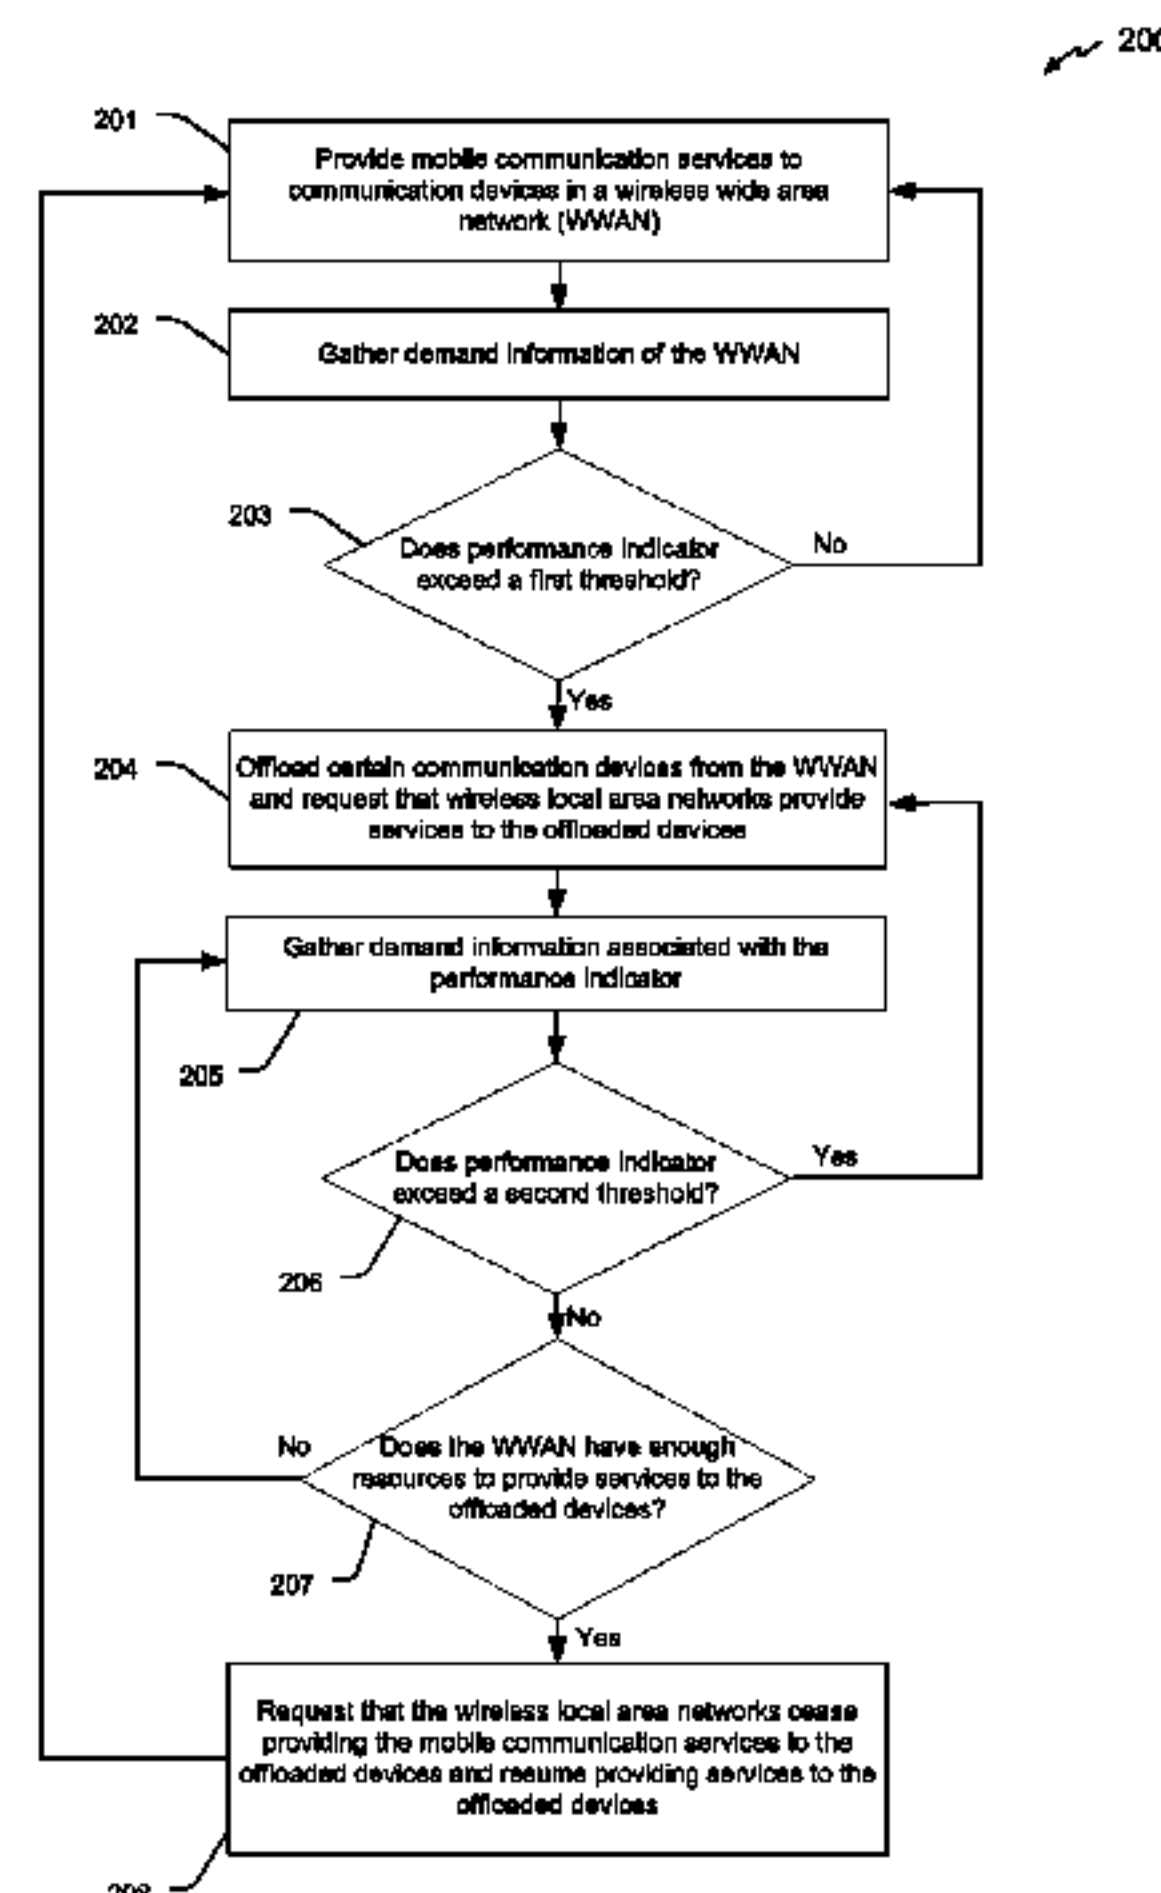 200
201
Provide mobile communication services to
communication devices in a wireless wide area
network (WWAN)
202
Gather demand information of the WWAN
203
Does performance indicator
exceed a first threshold?
No
Yes
204
Offload certain communication devices from the WWAN
and request that wireless local area networks provide
services to the offloaded devices
Gather demand information associated with the
performance indicator
205
Does performance indicator
exceed a second threshold?
Yes
206
No
No
Does the WWAN have enough
resources to provide services to the
offloaded devices?
207
Yes
Request that the wireless local area networks cease
providing the mobile communication services to the
offloaded devices and resume providing services to the
offloaded devices
208